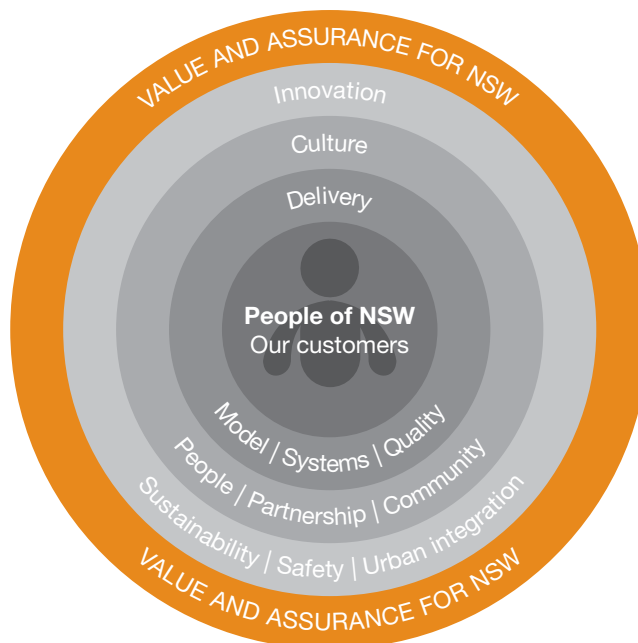 VALUE AND ASSURANCE FOR NSW
Innovation
Culture
Delivery
People of NSW
Our customers
Model | Systems | Quality
People | Partnership | Community
Sustainability | Safety | Urban integration
VALUE AND ASSURANCE FOR NSW